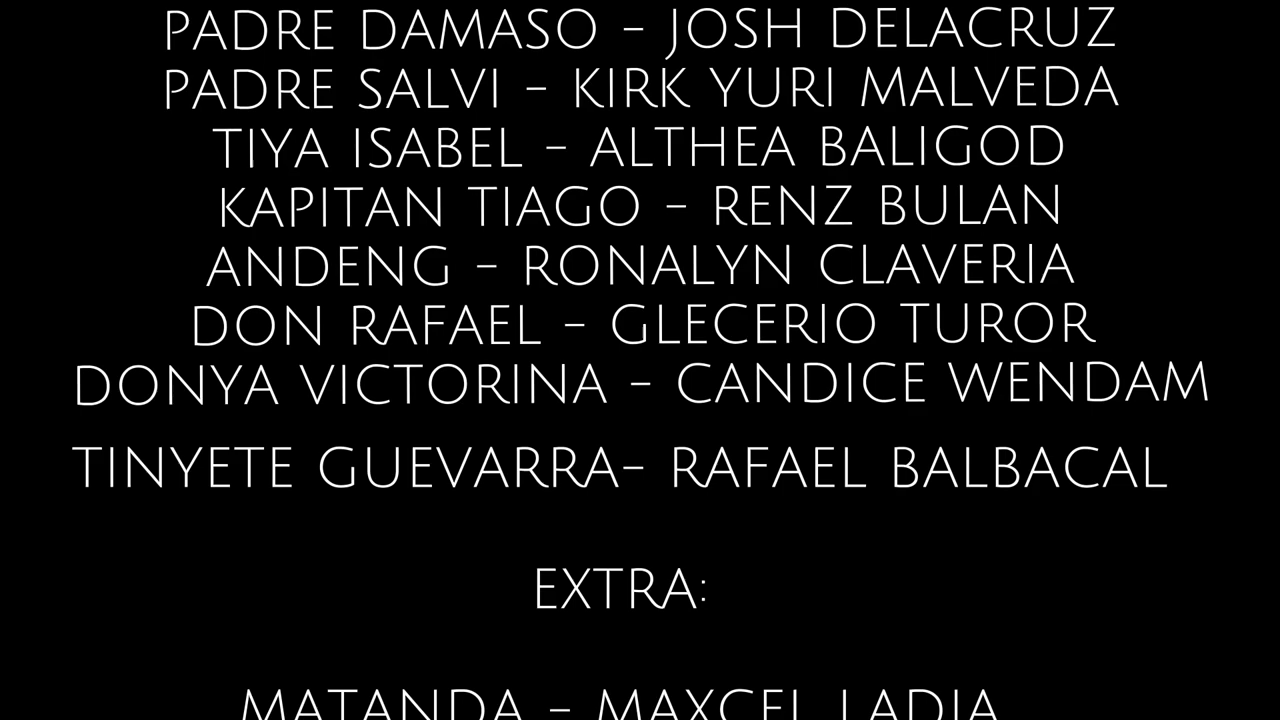 PADRE DAMASO - JOSH DELACRUZ
PADRE SALVI - KIRK YURI MALVEDA
TIYA ISABEL - ALTHEA BALIGOD
KAPITAN TIAGO - RENZ BULAN
ANDENG - RONALYN CLAVERIA
DON RAFAEL - GLECERIO TUROR
DONYA VICTORINA - CANDICE WENDAM
TINYETE GUEVARRA- RAFAEL BALBACAL
EXTRA:
MATANDA - MAXCEL LADIA